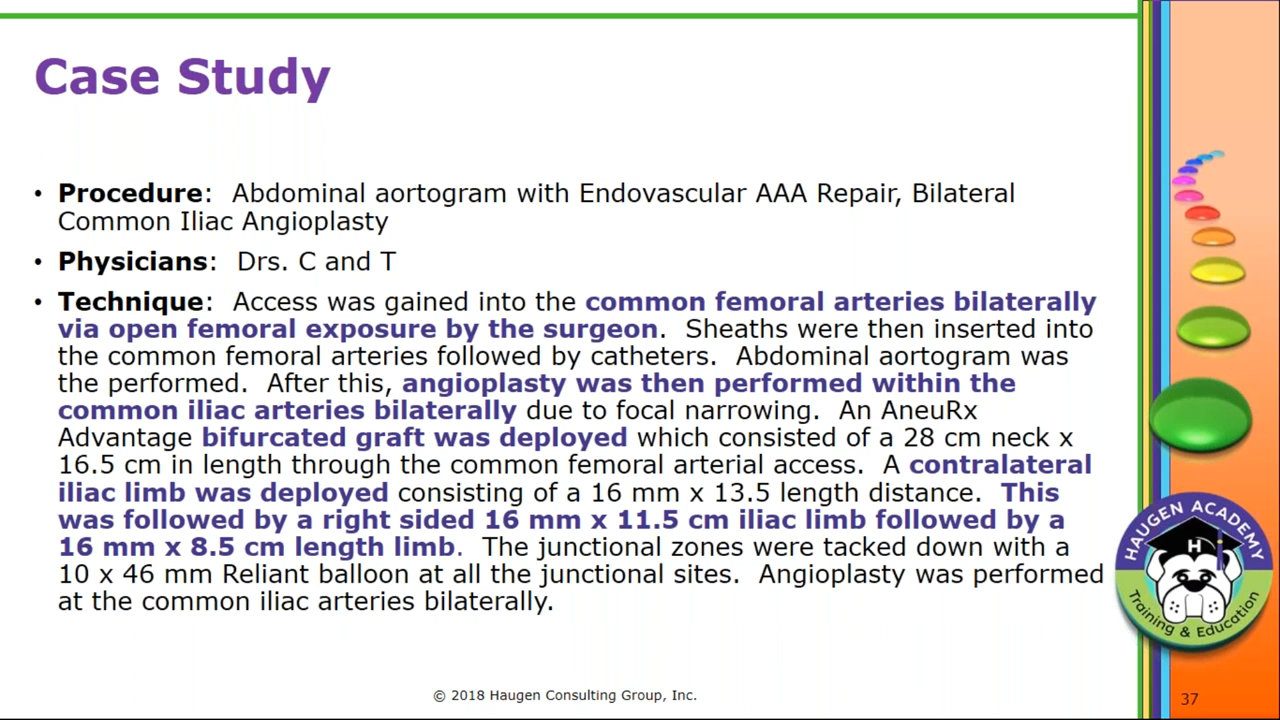 Case Study
• Procedure:  Abdominal aortogram with Endovascular AAA Repair, Bilateral
Common Iliac Angioplasty
• Physicians:  Drs. C and T
• Technique:  Access was gained into the common femoral arteries bilaterally
via open femoral exposure by the surgeon.  Sheaths were then inserted into
the common femoral arteries followed by catheters.  Abdominal aortogram was
the performed.  After this, angioplasty was then performed within the
common iliac arteries bilaterally due to focal narrowing.  An AneuRx
Advantage bifurcated graft was deployed which consisted of a 28 cm neck x
16.5 cm in length through the common femoral arterial access.  A contralateral
iliac limb was deployed consisting of a 16 mm x 13.5 length distance.  This
was followed by a right sided 16 mm x 11.5 cm iliac limb followed by a
16 mm x 8.5 cm length limb.  The junctional zones were tacked down with a
10 x 46 mm Reliant balloon at all the junctional sites.  Angioplasty was performed
at the common iliac arteries bilaterally.
HAUGEN ACADEMY
H
Training & Education
© 2018 Haugen Consulting Group, Inc.
37